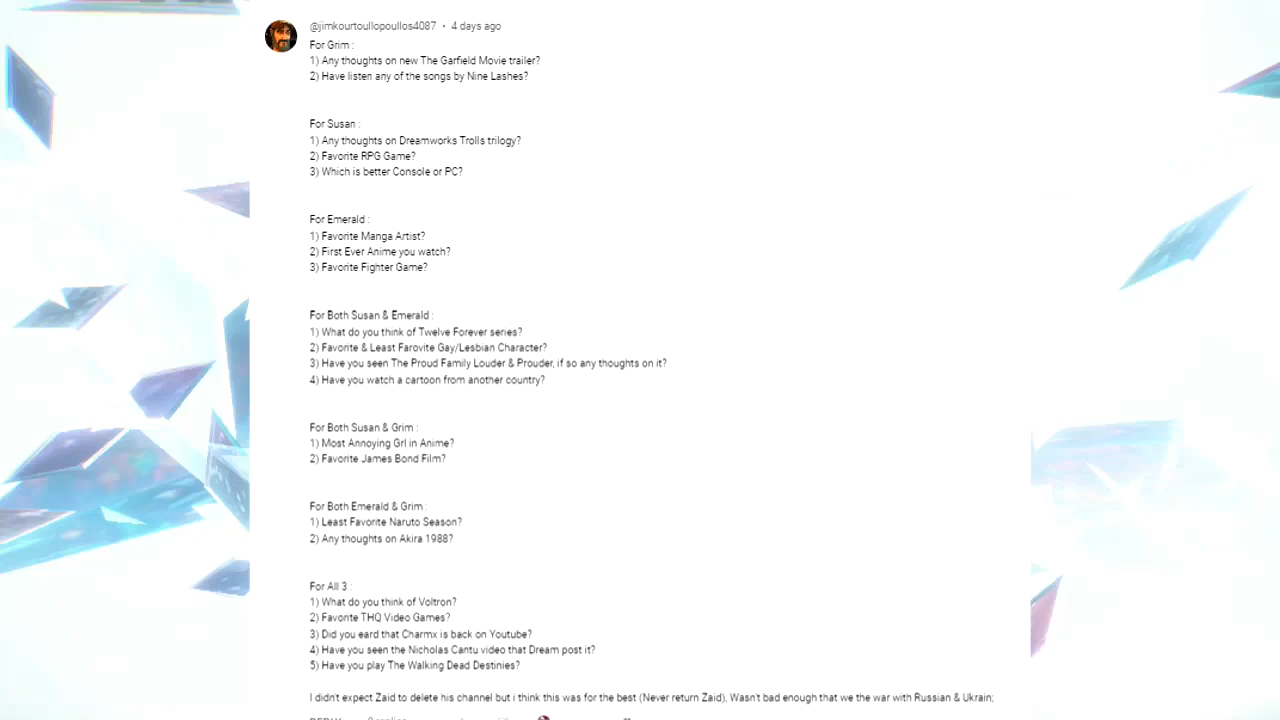 @jimkourtoullopoullos4087 • 4 days ago
For Grim :
1) Any thoughts on new The Garfield Movie trailer?
2) Have listen any of the songs by Nine Lashes?
For Susan :
1) Any thoughts on Dreamworks Trolls trilogy?
2) Favorite RPG Game?
3) Which is better Console or PC?
For Emerald :
1) Favorite Manga Artist?
2) First Ever Anime you watch?
3) Favorite Fighter Game?
For Both Susan & Emerald :
1) What do you think of Twelve Forever series?
2) Favorite & Least Farovite Gay/Lesbian Character?
3) Have you seen The Proud Family Louder & Prouder, if so any thoughts on it?
4) Have you watch a cartoon from another country?
For Both Susan & Grim :
1) Most Annoying Grl in Anime?
2) Favorite James Bond Film?
For Both Emerald & Grim :
1) Least Favorite Naruto Season?
2) Any thoughts on Akira 1988?
For All 3 :
1) What do you think of Voltron?
2) Favorite THQ Video Games?
3) Did you eard that Charmx is back on Youtube?
4) Have you seen the Nicholas Cantu video that Dream post it?
5) Have you play The Walking Dead Destinies?
I didn't expect Zaid to delete his channel but i think this was for the best (Never return Zaid), Wasn't bad enough that we the war with Russian & Ukrain;